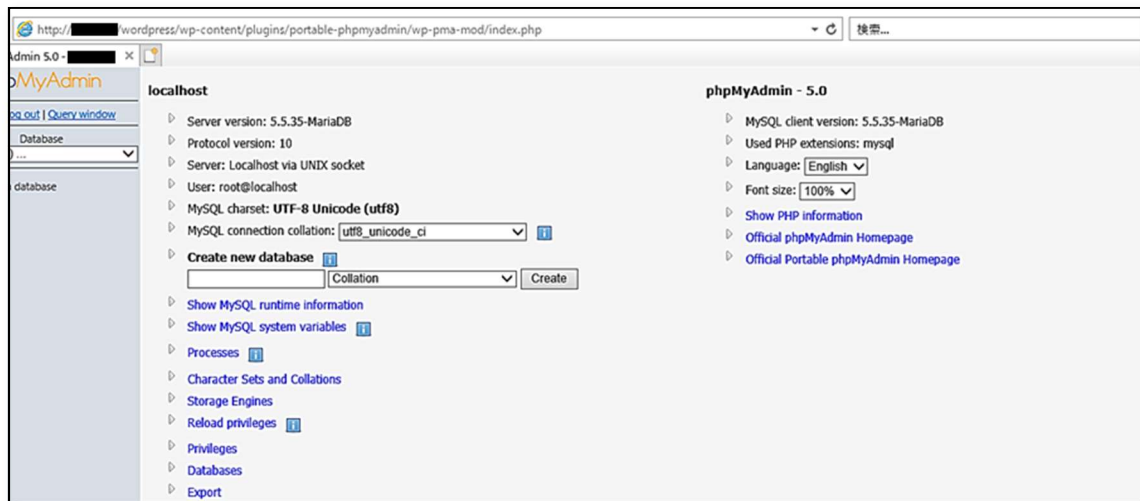 http:// /wordpress/wp-content/plugins/portable-phpmyadmin/wp-pma-mod/index.php
検索...
Admin 5.0 -
MyAdmin
localhost
phpMyAdmin - 5.0
og out | Query window
Database
) ...
database
Server version: 5.5.35-MariaDB
Protocol version: 10
Server: Localhost via UNIX socket
User: root@localhost
MySQL charset: UTF-8 Unicode (utf8)
MySQL connection collation: utf8_unicode_ci
Create new database
Collation
Create
Show MySQL runtime information
Show MySQL system variables
Processes
Character Sets and Collations
Storage Engines
Reload privileges
Privileges
Databases
Export
MySQL client version: 5.5.35-MariaDB
Used PHP extensions: mysql
Language: English
Font size: 100%
Show PHP information
Official phpMyAdmin Homepage
Official Portable phpMyAdmin Homepage